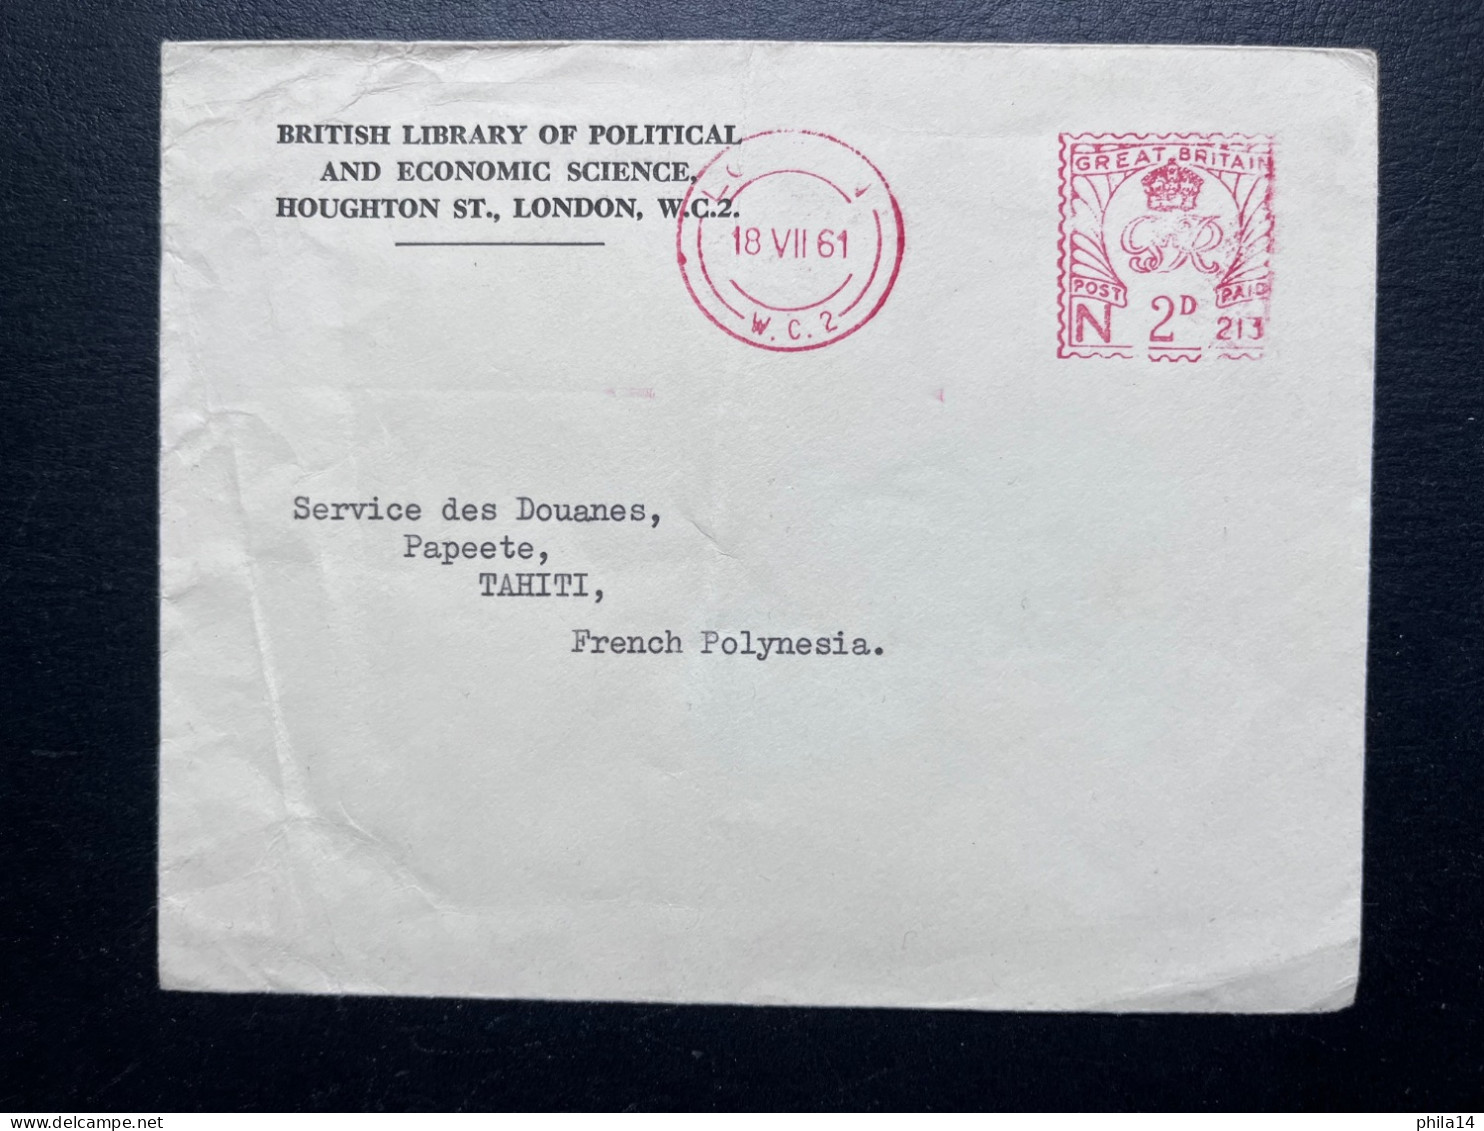 BRITISH LIBRARY OF POLITICAL
AND ECONOMIC SCIENCE,
HOUGHTON ST., LONDON, W.C.2.
18 VII 61
W.C.2
GREAT BRITAIN
GVIR
POST PAID
N 2D 213
Service des Douanes,
Papeete,
TAHITI,
French Polynesia.
delcampe.net
phila14